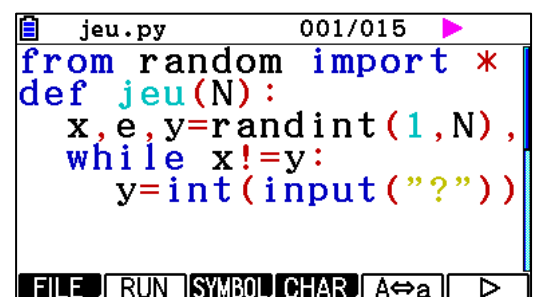 jeu.py 001/015
from random import *
def jeu(N):
x,e,y=randint(1,N),
while x!=y:
y=int(input("?"))
FILE RUN SYMBOL CHAR A⇔a ▷